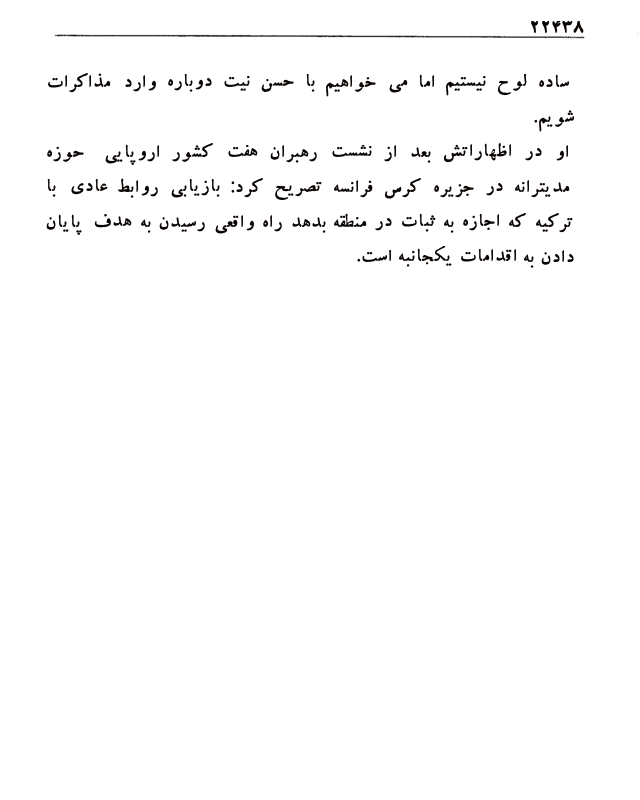 ۲۲۴۳۸
ساده لوح نیستیم اما می خواهیم با حسن نیت دوباره وارد مذاکرات
شویم.
او در اظهاراتش بعد از نشست رهبران هفت کشور اروپایی حوزه
مدیترانه در جزیره کرس فرانسه تصریح کرد: بازیابی روابط عادی با
ترکیه که اجازه به ثبات در منطقه بدهد راه واقعی رسیدن به هدف پایان
دادن به اقدامات یکجانبه است.